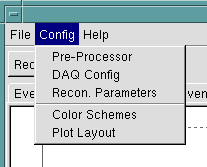 File Config Help
Pre-Processor
DAQ Config
Recon. Parameters
Color Schemes
Plot Layout